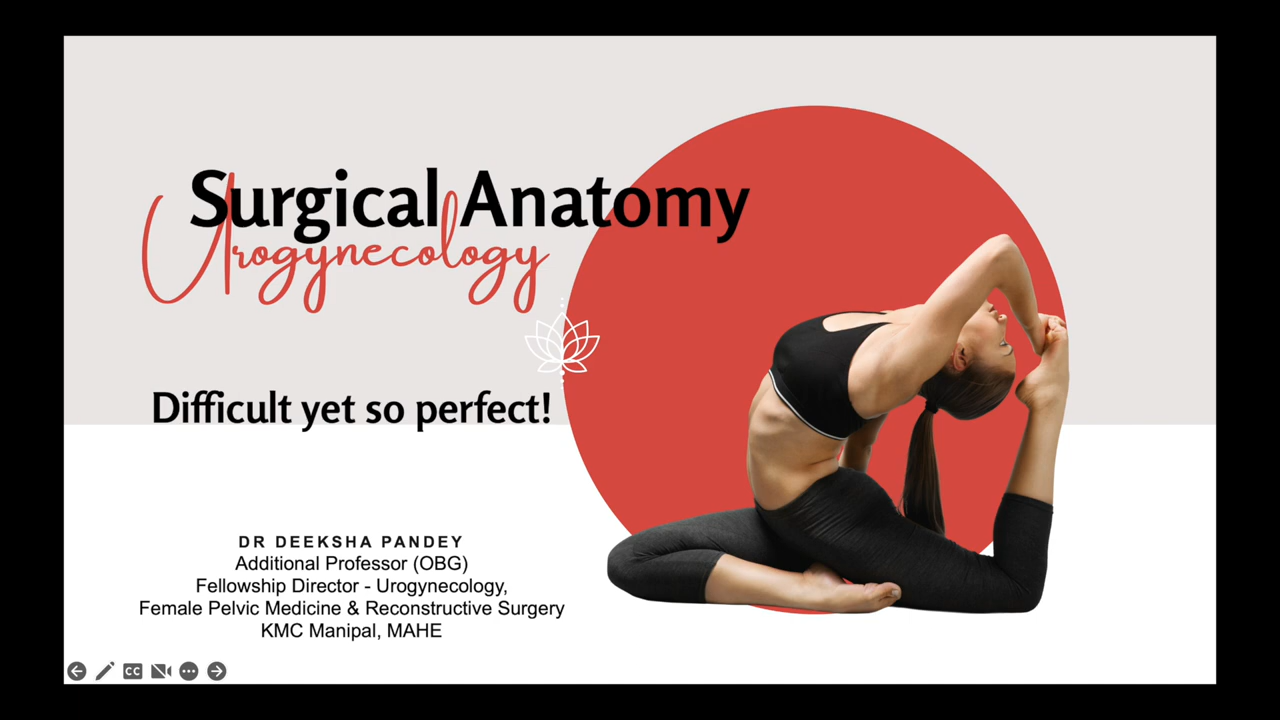 Surgical Anatomy
Urogynecology
Difficult yet so perfect!
DR DEEKSHA PANDEY
Additional Professor (OBG)
Fellowship Director - Urogynecology,
Female Pelvic Medicine & Reconstructive Surgery
KMC Manipal, MAHE
CC